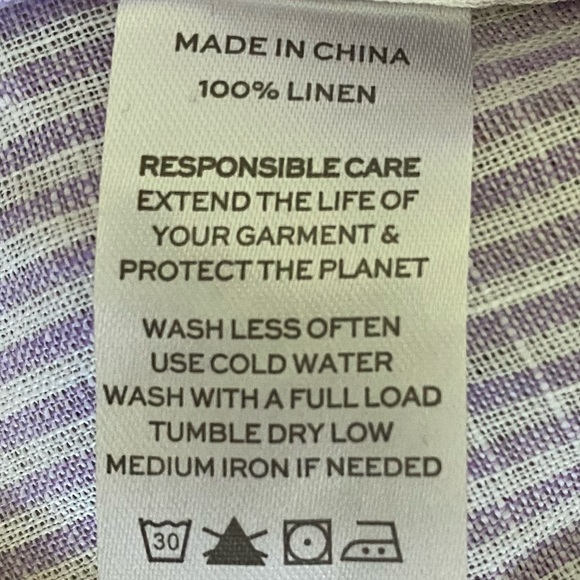 MADE IN CHINA
100% LINEN
RESPONSIBLE CARE
EXTEND THE LIFE OF
YOUR GARMENT &
PROTECT THE PLANET
WASH LESS OFTEN
USE COLD WATER
WASH WITH A FULL LOAD
TUMBLE DRY LOW
MEDIUM IRON IF NEEDED
30